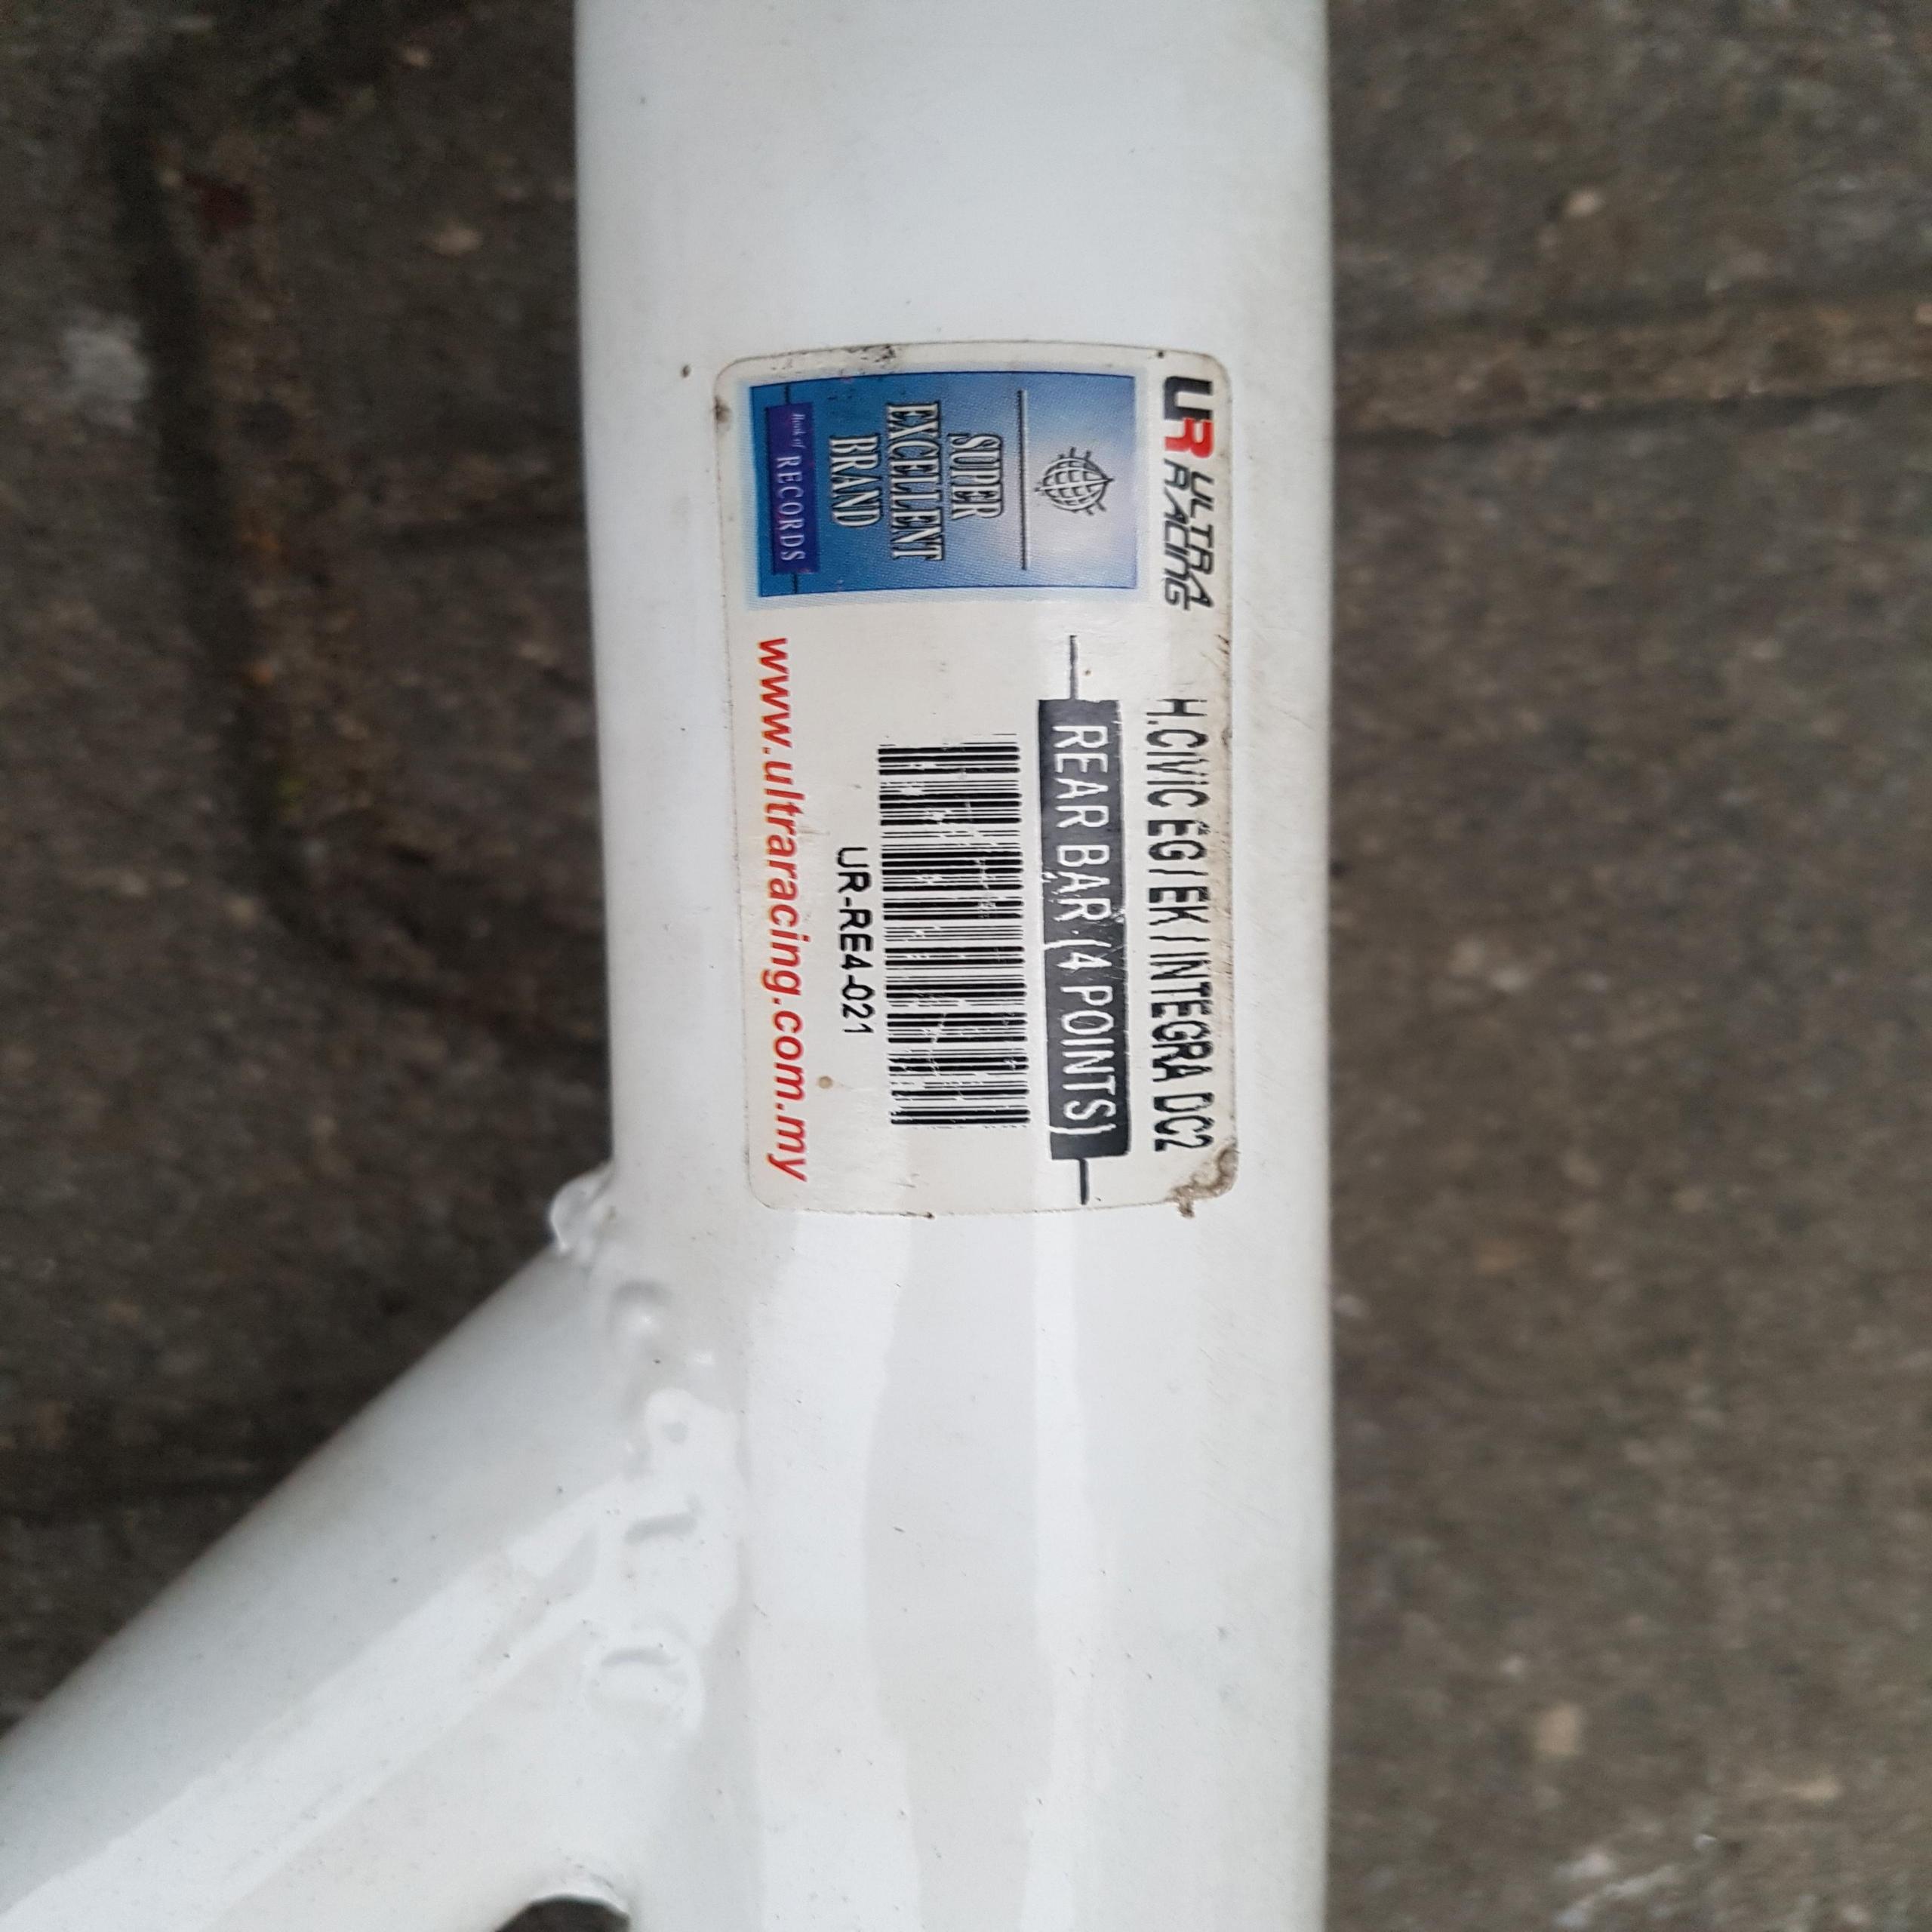 UR ULTRA
RACING
H.CIVIC EG / EK / INTEGRA DC2
REAR BAR (4 POINTS)
SUPER
EXCELLENT
BRAND
Book of RECORDS
UR-RE4-021
www.ultraracing.com.my